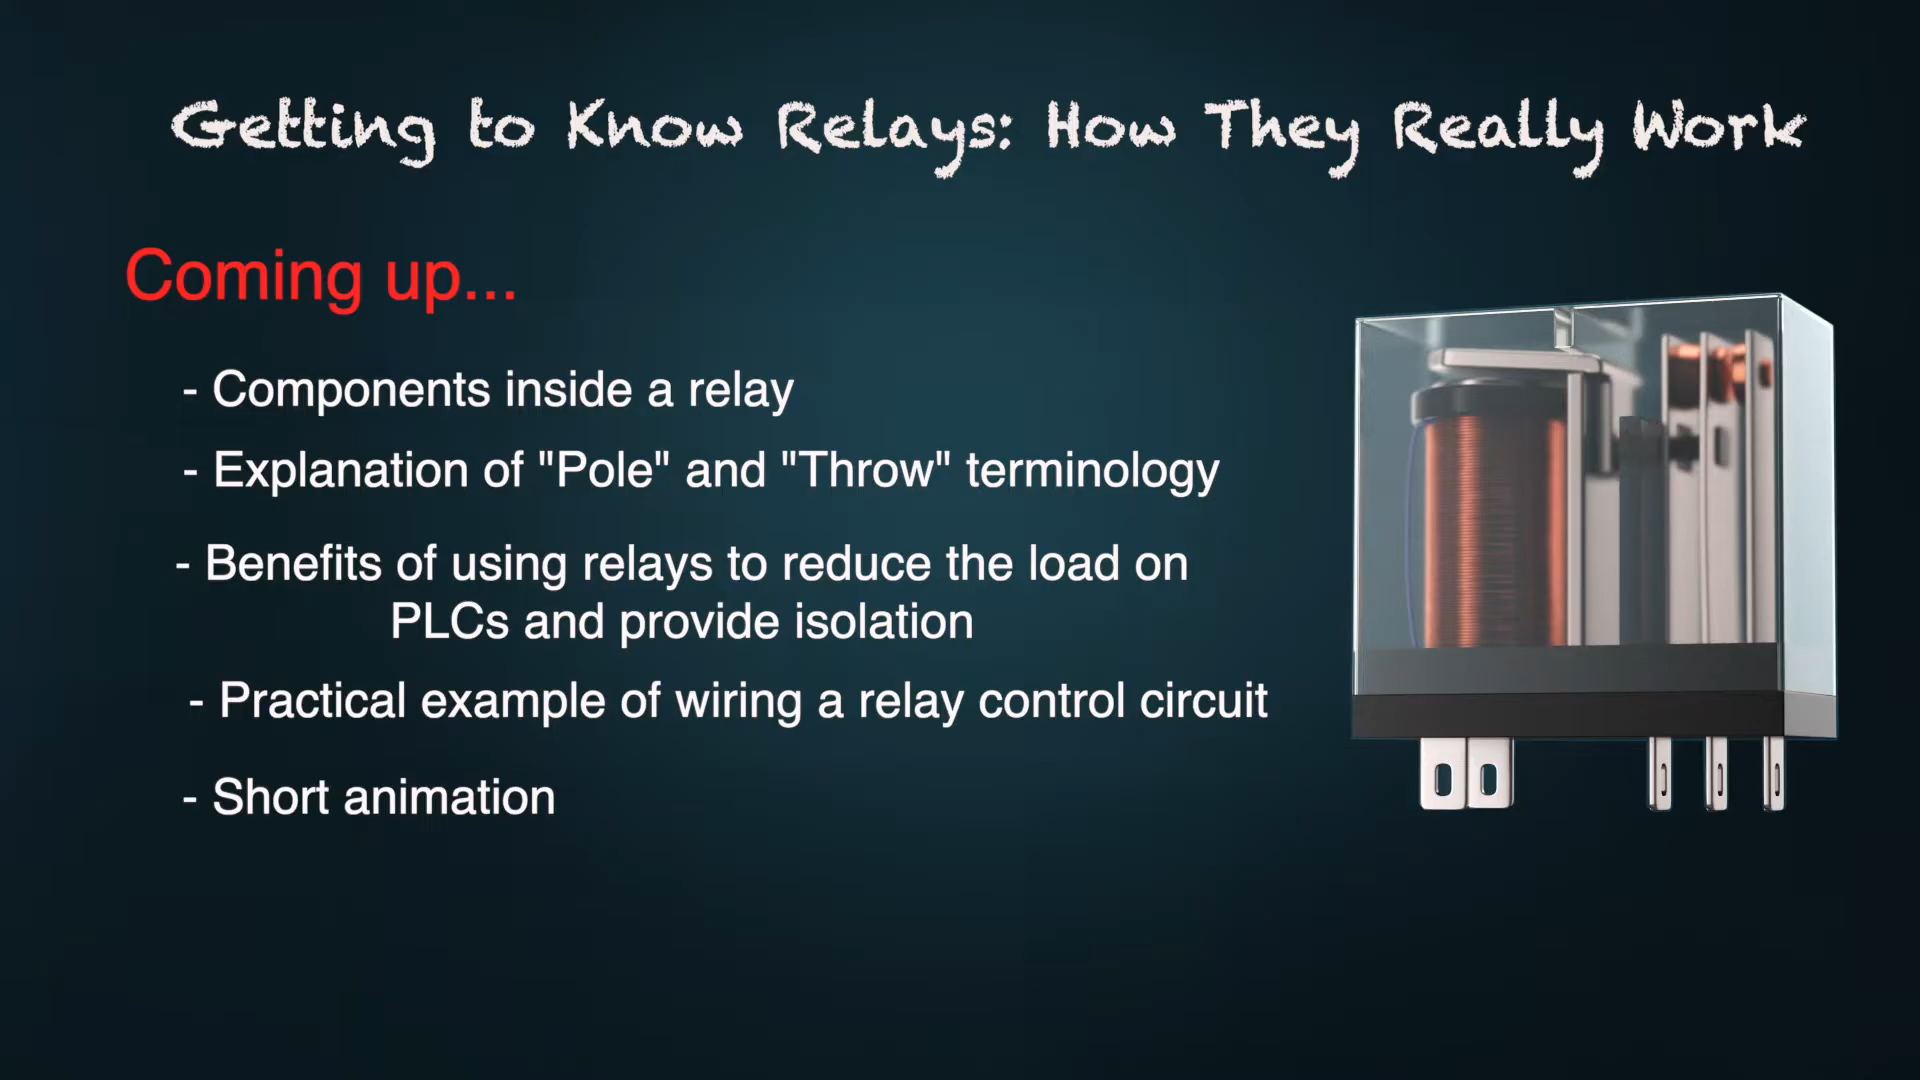 Getting to Know Relays: How They Really Work
Coming up...
- Components inside a relay
- Explanation of "Pole" and "Throw" terminology
- Benefits of using relays to reduce the load on
PLCs and provide isolation
- Practical example of wiring a relay control circuit
- Short animation